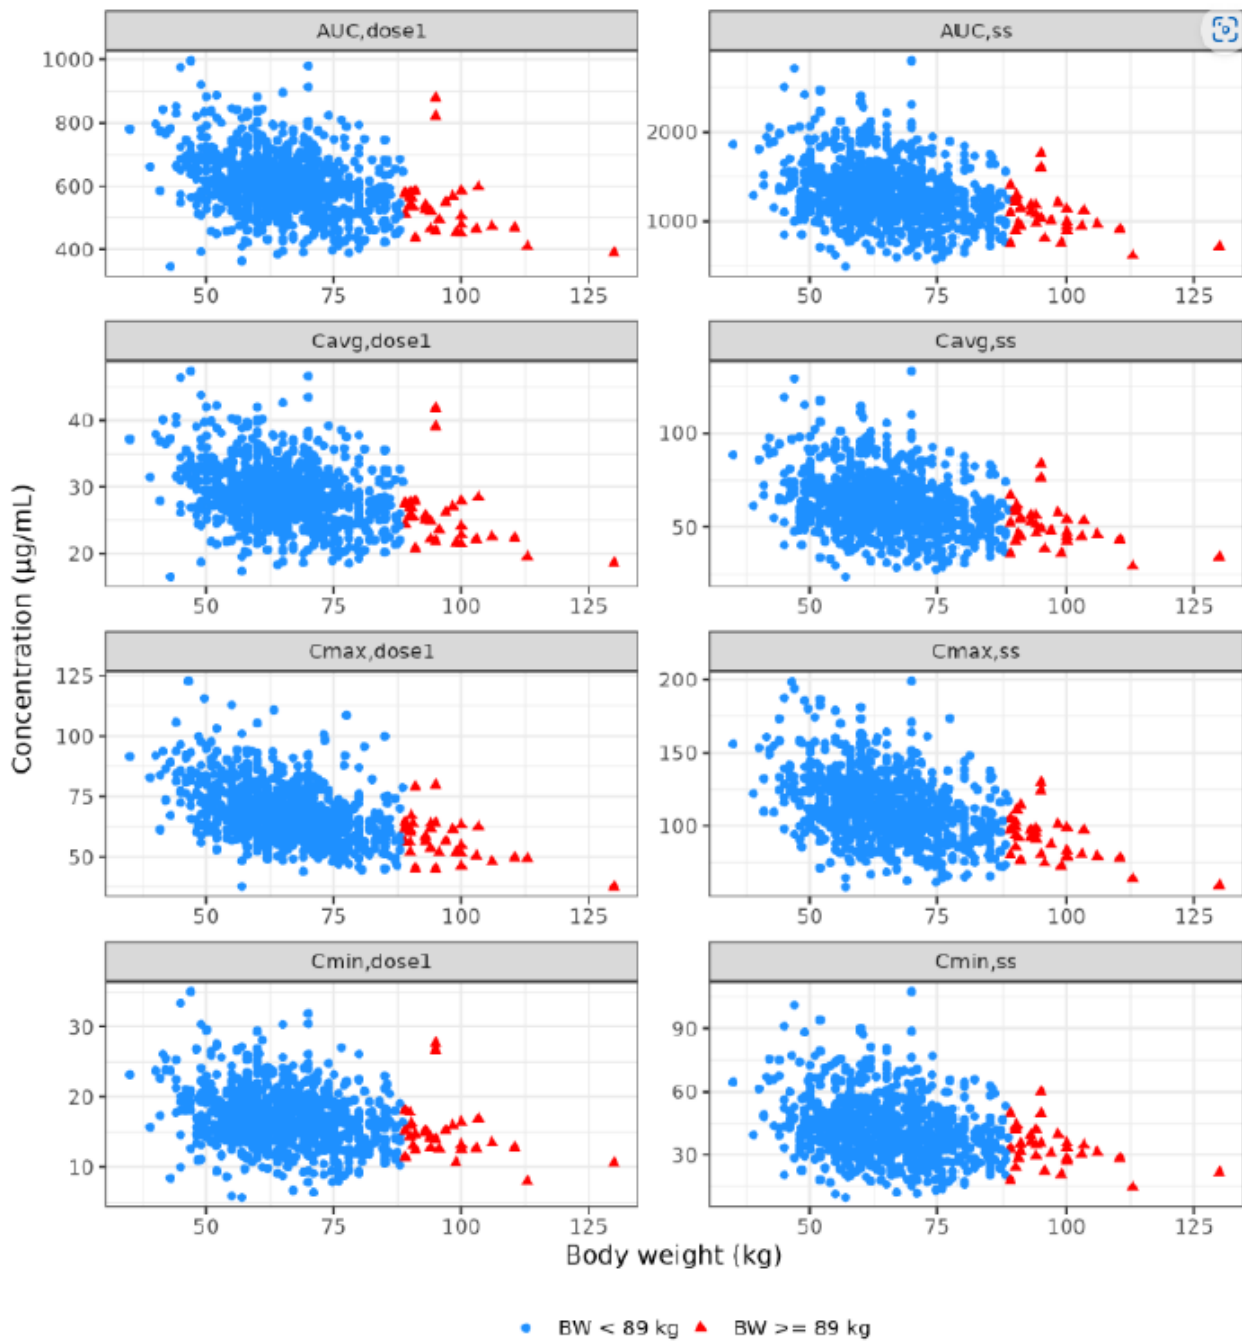 AUC,dose1
AUC,ss
1000
800
600
400
2000
1000
50 75 100 125
50 75 100 125
Cavg,dose1
Cavg,ss
40
30
20
100
50
50 75 100 125
50 75 100 125
Concentration (µg/mL)
Cmax,dose1
Cmax,ss
125
100
75
50
200
150
100
50 75 100 125
50 75 100 125
Cmin,dose1
Cmin,ss
30
20
10
90
60
30
50 75 100 125
50 75 100 125
Body weight (kg)
BW < 89 kg BW >= 89 kg